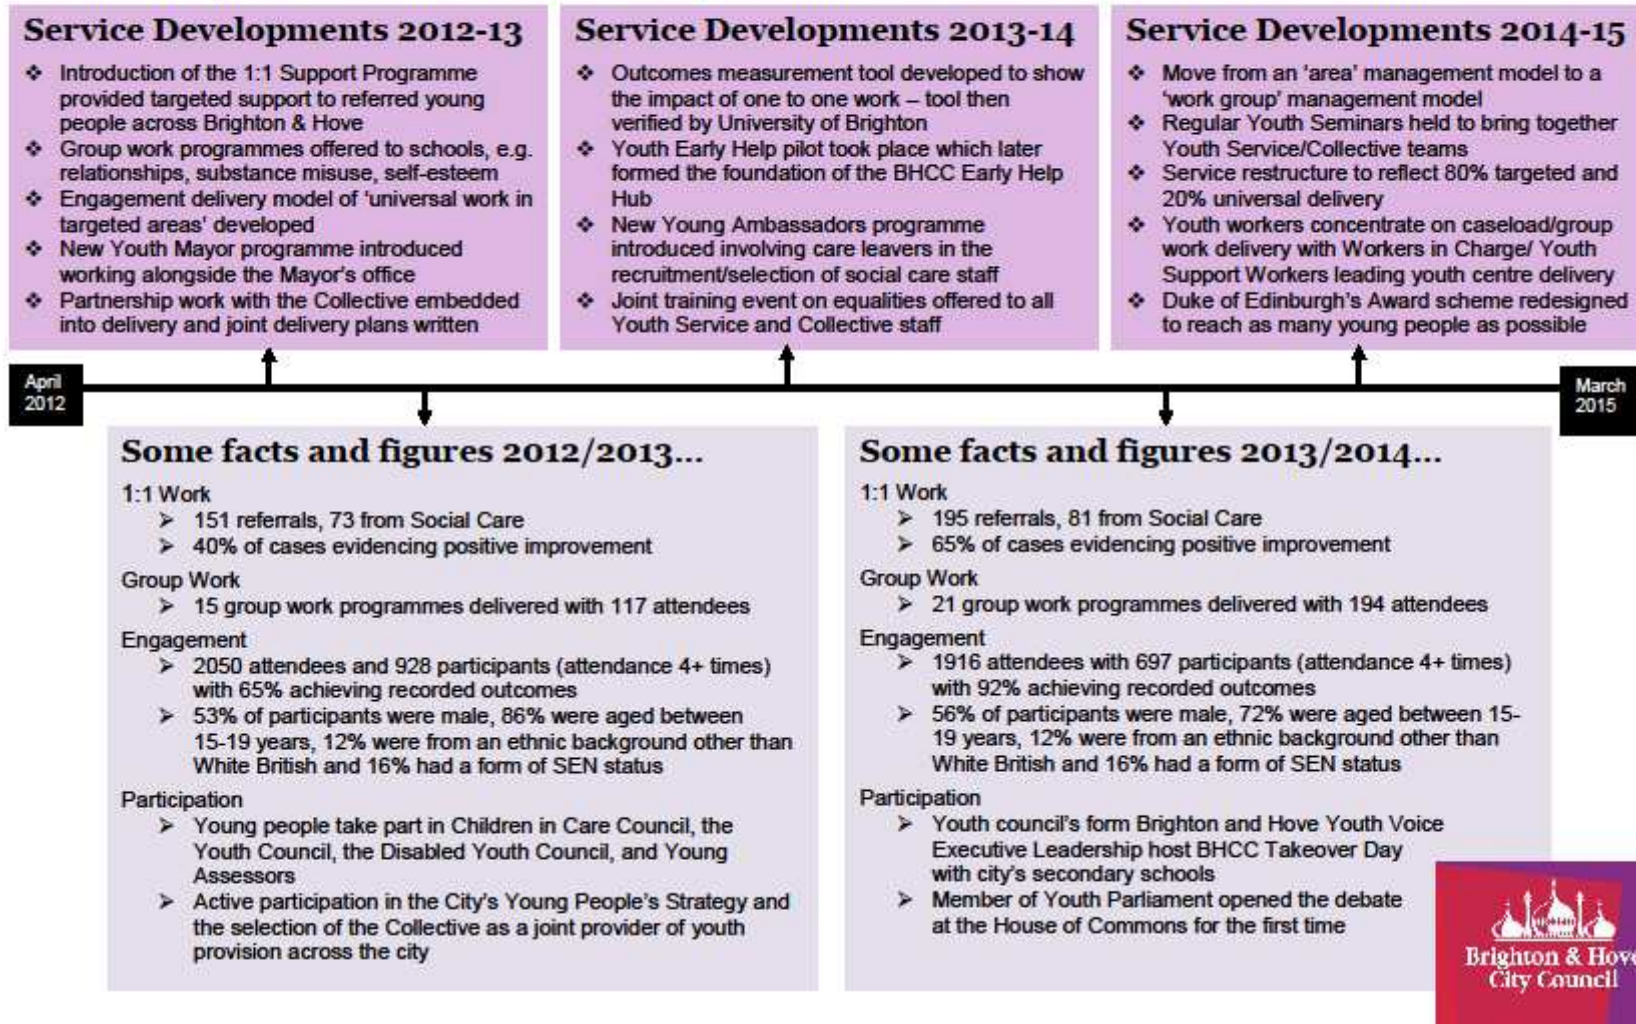 Service Developments 2012-13
❖ Introduction of the 1:1 Support Programme
provided targeted support to referred young
people across Brighton & Hove
❖ Group work programmes offered to schools, e.g.
relationships, substance misuse, self-esteem
❖ Engagement delivery model of 'universal work in
targeted areas' developed
❖ New Youth Mayor programme introduced
working alongside the Mayor's office
❖ Partnership work with the Collective embedded
into delivery and joint delivery plans written
Service Developments 2013-14
❖ Outcomes measurement tool developed to show
the impact of one to one work – tool then
verified by University of Brighton
❖ Youth Early Help pilot took place which later
formed the foundation of the BHCC Early Help
Hub
❖ New Young Ambassadors programme
introduced involving care leavers in the
recruitment/selection of social care staff
❖ Joint training event on equalities offered to all
Youth Service and Collective staff
Service Developments 2014-15
❖ Move from an 'area' management model to a
'work group' management model
❖ Regular Youth Seminars held to bring together
Youth Service/Collective teams
❖ Service restructure to reflect 80% targeted and
20% universal delivery
❖ Youth workers concentrate on caseload/group
work delivery with Workers in Charge/ Youth
Support Workers leading youth centre delivery
❖ Duke of Edinburgh's Award scheme redesigned
to reach as many young people as possible
April
2012
March
2015
Some facts and figures 2012/2013...
1:1 Work
➢ 151 referrals, 73 from Social Care
➢ 40% of cases evidencing positive improvement
Group Work
➢ 15 group work programmes delivered with 117 attendees
Engagement
➢ 2050 attendees and 928 participants (attendance 4+ times)
with 65% achieving recorded outcomes
➢ 53% of participants were male, 86% were aged between
15-19 years, 12% were from an ethnic background other than
White British and 16% had a form of SEN status
Participation
➢ Young people take part in Children in Care Council, the
Youth Council, the Disabled Youth Council, and Young
Assessors
➢ Active participation in the City's Young People's Strategy and
the selection of the Collective as a joint provider of youth
provision across the city
Some facts and figures 2013/2014...
1:1 Work
➢ 195 referrals, 81 from Social Care
➢ 65% of cases evidencing positive improvement
Group Work
➢ 21 group work programmes delivered with 194 attendees
Engagement
➢ 1916 attendees with 697 participants (attendance 4+ times)
with 92% achieving recorded outcomes
➢ 56% of participants were male, 72% were aged between 15-
19 years, 12% were from an ethnic background other than
White British and 16% had a form of SEN status
Participation
➢ Youth council's form Brighton and Hove Youth Voice
Executive Leadership host BHCC Takeover Day
with city's secondary schools
➢ Member of Youth Parliament opened the debate
at the House of Commons for the first time
Brighton & Hove
City Council